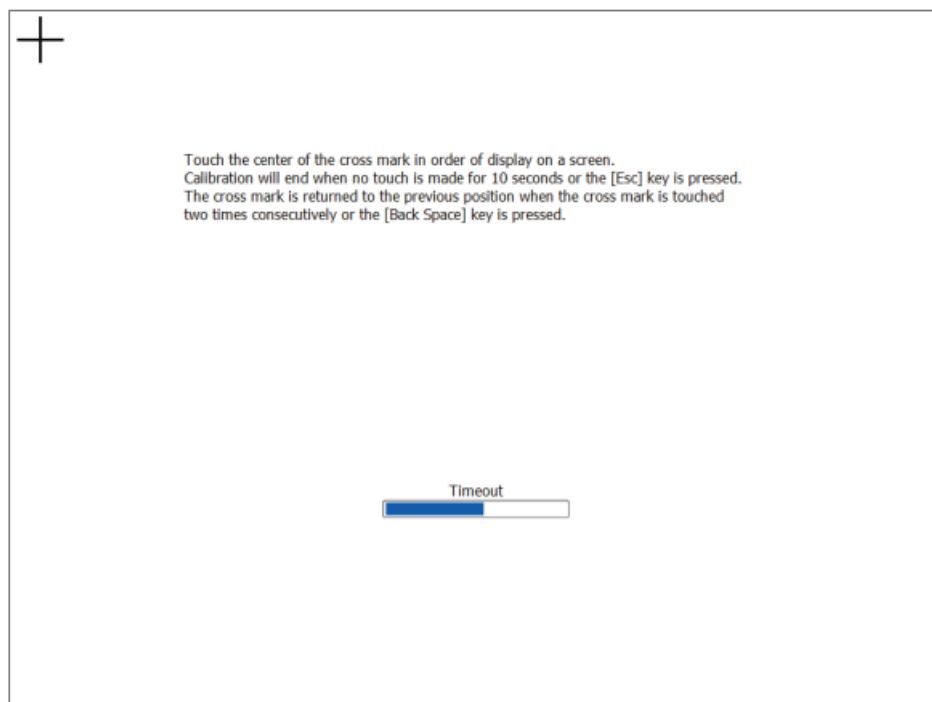 Touch the center of the cross mark in order of display on a screen.
Calibration will end when no touch is made for 10 seconds or the [Esc] key is pressed.
The cross mark is returned to the previous position when the cross mark is touched
two times consecutively or the [Back Space] key is pressed.
Timeout